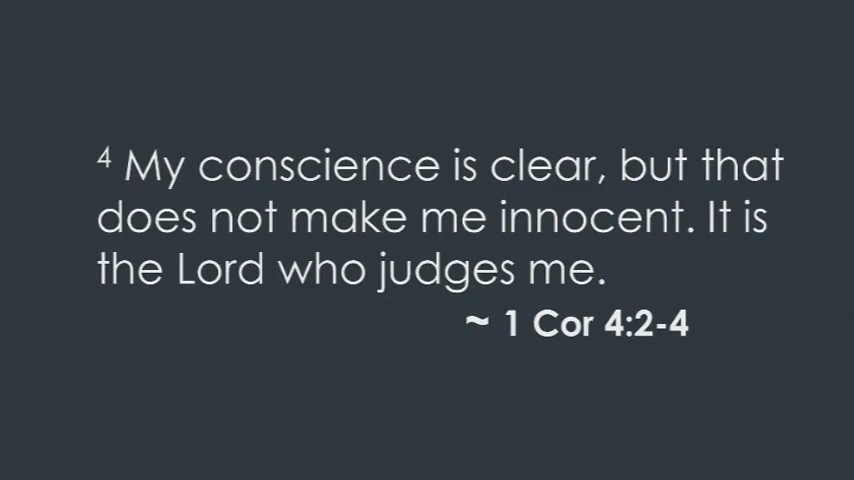 4 My conscience is clear, but that
does not make me innocent. It is
the Lord who judges me.
~ 1 Cor 4:2-4